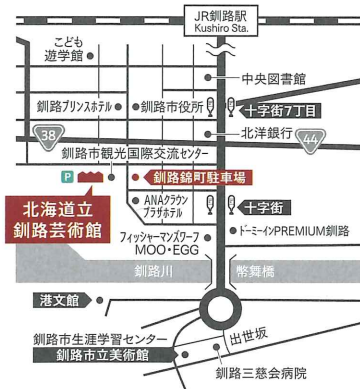 JR釧路駅
Kushiro Sta.
こども
遊学館
中央図書館
釧路プリンスホテル
釧路市役所
十字街7丁目
38
北洋銀行
44
釧路市観光国際交流センター
P
釧路錦町駐車場
北海道立
釧路芸術館
ANAクラウン
プラザホテル
十字街
フィッシャーマンズワーフ
MOO・EGG
ドーミーインPREMIUM釧路
釧路川
幣舞橋
港文館
出世坂
釧路市生涯学習センター
釧路市立美術館
釧路三慈会病院